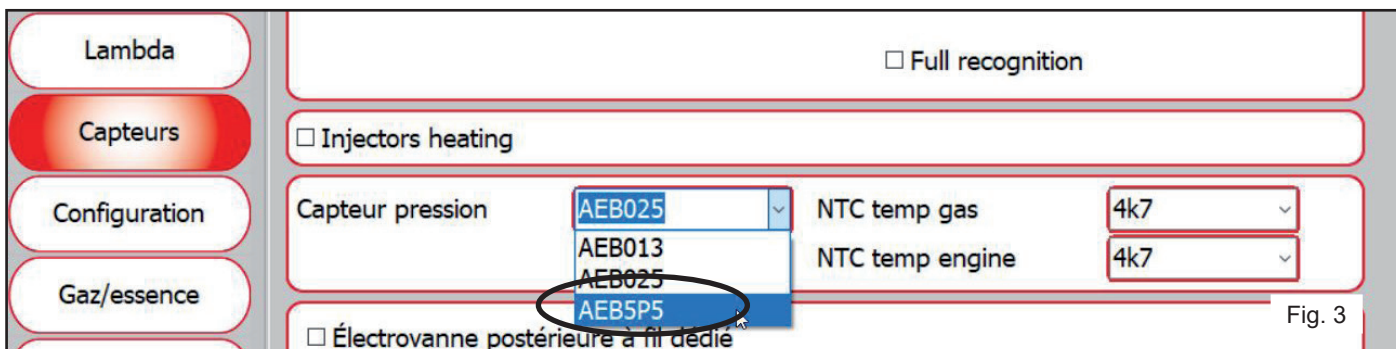 Lambda
Capteurs
Configuration
Gaz/essence
☐ Full recognition
☐ Injectors heating
Capteur pression
AEB025
AEB013
AEB025
AEB5P5
NTC temp gas
4k7
NTC temp engine
4k7
☐ Électrovanne postérieure à fil dédié
Fig. 3